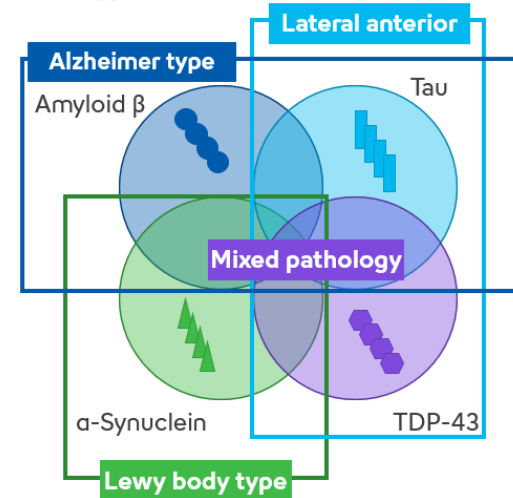 Lateral anterior
Alzheimer type
Amyloid β
Tau
Mixed pathology
α-Synuclein
TDP-43
Lewy body type